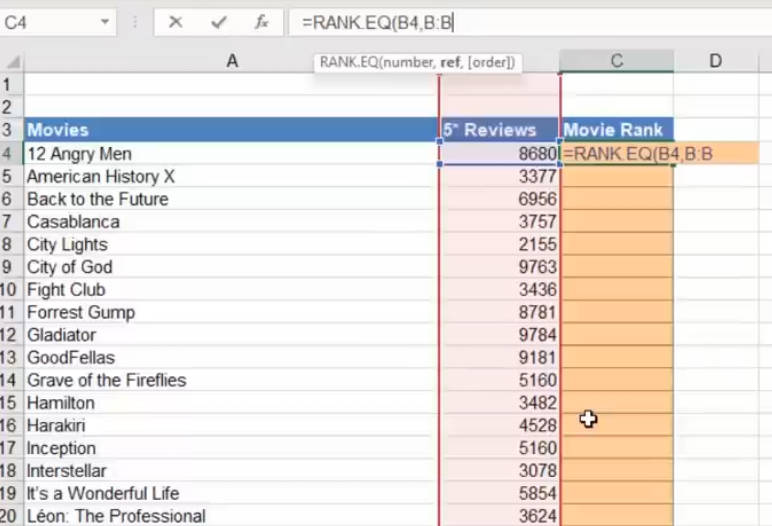 C4 =RANK.EQ(B4,B:B
RANK.EQ(number, ref, [order])
A C D
1
2
3 Movies 5* Reviews Movie Rank
4 12 Angry Men 8680 =RANK.EQ(B4,B:B
5 American History X 3377
6 Back to the Future 6956
7 Casablanca 3757
8 City Lights 2155
9 City of God 9763
10 Fight Club 3436
11 Forrest Gump 8781
12 Gladiator 9784
13 GoodFellas 9181
14 Grave of the Fireflies 5160
15 Hamilton 3482
16 Harakiri 4528
17 Inception 5160
18 Interstellar 3078
19 It's a Wonderful Life 5854
20 Léon: The Professional 3624